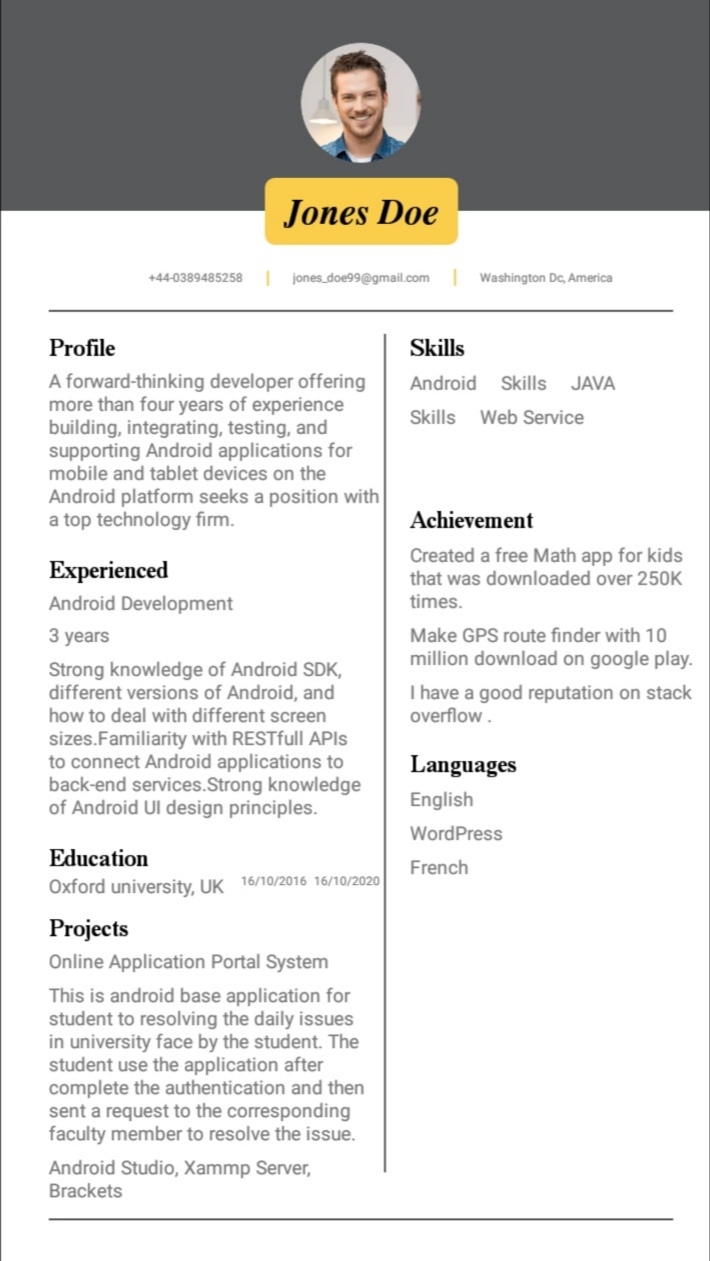 Jones Doe
+44-0389485258 | jones_doe99@gmail.com | Washington Dc, America
Profile
A forward-thinking developer offering
more than four years of experience
building, integrating, testing, and
supporting Android applications for
mobile and tablet devices on the
Android platform seeks a position with
a top technology firm.
Experienced
Android Development
3 years
Strong knowledge of Android SDK,
different versions of Android, and
how to deal with different screen
sizes.Familiarity with RESTfull APIs
to connect Android applications to
back-end services.Strong knowledge
of Android UI design principles.
Education
Oxford university, UK 16/10/2016 16/10/2020
Projects
Online Application Portal System
This is android base application for
student to resolving the daily issues
in university face by the student. The
student use the application after
complete the authentication and then
sent a request to the corresponding
faculty member to resolve the issue.
Android Studio, Xammp Server,
Brackets
Skills
Android Skills JAVA
Skills Web Service
Achievement
Created a free Math app for kids
that was downloaded over 250K
times.
Make GPS route finder with 10
million download on google play.
I have a good reputation on stack
overflow .
Languages
English
WordPress
French